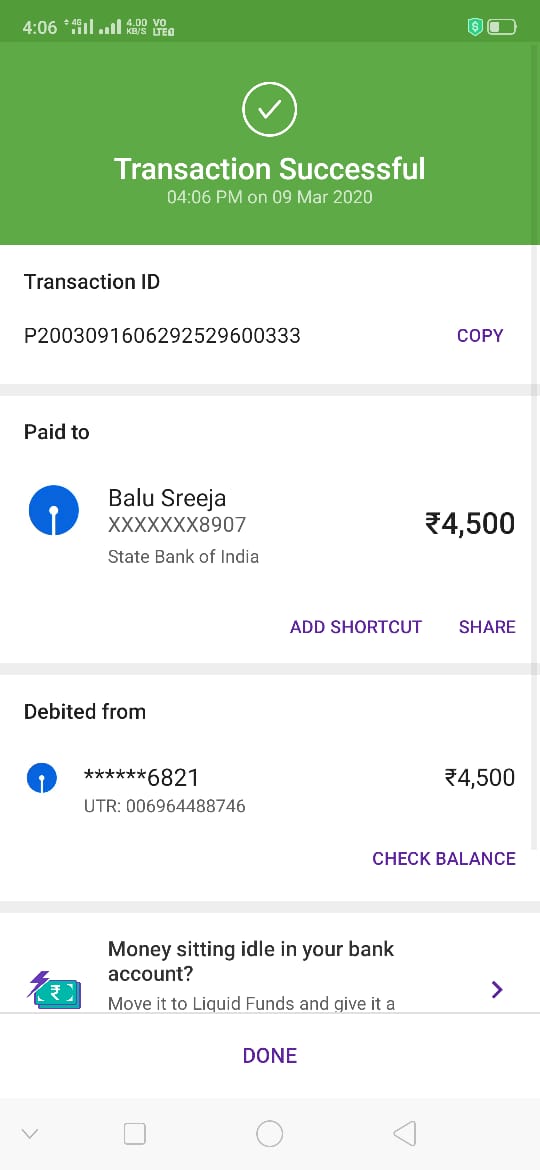 4:06 4G 4.00 KB/S VO LTE
Transaction Successful
04:06 PM on 09 Mar 2020
Transaction ID
P2003091606292529600333 COPY
Paid to
Balu Sreeja
XXXXXXX8907
₹4,500
State Bank of India
ADD SHORTCUT SHARE
Debited from
******6821 ₹4,500
UTR: 006964488746
CHECK BALANCE
Money sitting idle in your bank
account?
Move it to Liquid Funds and give it a
DONE